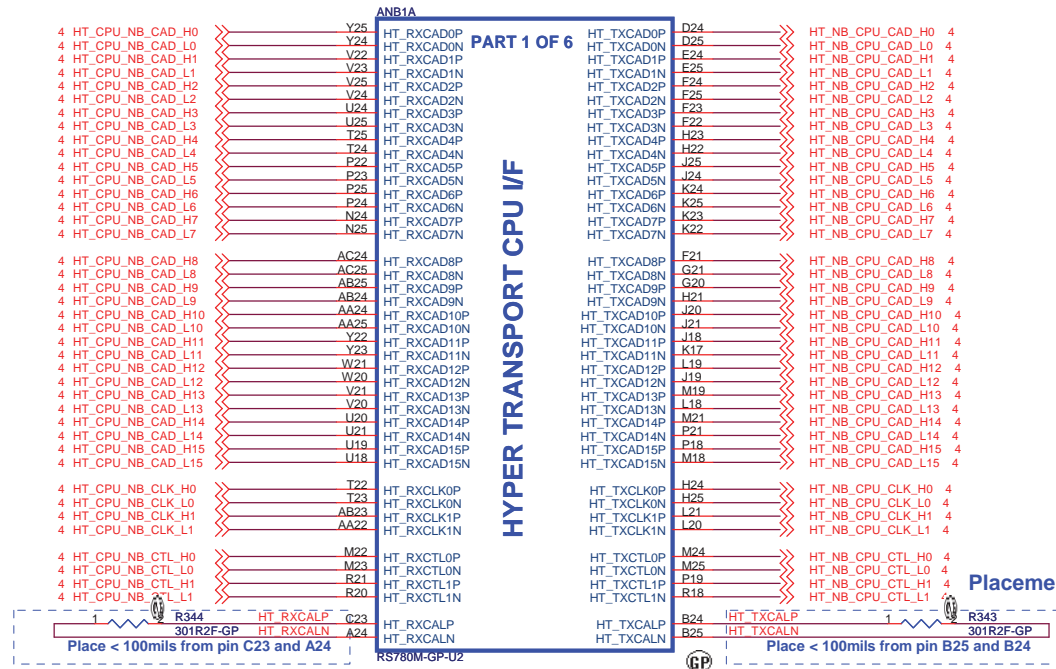 ANB1A
4 HT_CPU_NB_CAD_H0 Y25 HT_RXCAD0P PART 1 OF 6 HT_TXCAD0P D24 HT_NB_CPU_CAD_H0 4
4 HT_CPU_NB_CAD_L0 Y24 HT_RXCAD0N HT_TXCAD0N D25 HT_NB_CPU_CAD_L0 4
4 HT_CPU_NB_CAD_H1 V22 HT_RXCAD1P HT_TXCAD1P E24 HT_NB_CPU_CAD_H1 4
4 HT_CPU_NB_CAD_L1 V23 HT_RXCAD1N HT_TXCAD1N E25 HT_NB_CPU_CAD_L1 4
4 HT_CPU_NB_CAD_H2 V25 HT_RXCAD2P HT_TXCAD2P F24 HT_NB_CPU_CAD_H2 4
4 HT_CPU_NB_CAD_L2 V24 HT_RXCAD2N HT_TXCAD2N F25 HT_NB_CPU_CAD_L2 4
4 HT_CPU_NB_CAD_H3 U24 HT_RXCAD3P HT_TXCAD3P F23 HT_NB_CPU_CAD_H3 4
4 HT_CPU_NB_CAD_L3 U25 HT_RXCAD3N HT_TXCAD3N F22 HT_NB_CPU_CAD_L3 4
4 HT_CPU_NB_CAD_H4 T25 HT_RXCAD4P HT_TXCAD4P H23 HT_NB_CPU_CAD_H4 4
4 HT_CPU_NB_CAD_L4 T24 HT_RXCAD4N HT_TXCAD4N H22 HT_NB_CPU_CAD_L4 4
4 HT_CPU_NB_CAD_H5 P22 HT_RXCAD5P HT_TXCAD5P J25 HT_NB_CPU_CAD_H5 4
4 HT_CPU_NB_CAD_L5 P23 HT_RXCAD5N HT_TXCAD5N J24 HT_NB_CPU_CAD_L5 4
4 HT_CPU_NB_CAD_H6 P25 HT_RXCAD6P HT_TXCAD6P K24 HT_NB_CPU_CAD_H6 4
4 HT_CPU_NB_CAD_L6 P24 HT_RXCAD6N HT_TXCAD6N K25 HT_NB_CPU_CAD_L6 4
4 HT_CPU_NB_CAD_H7 N24 HT_RXCAD7P HT_TXCAD7P K23 HT_NB_CPU_CAD_H7 4
4 HT_CPU_NB_CAD_L7 N25 HT_RXCAD7N HT_TXCAD7N K22 HT_NB_CPU_CAD_L7 4
HYPER TRANSPORT CPU I/F
4 HT_CPU_NB_CAD_H8 AC24 HT_RXCAD8P HT_TXCAD8P F21 HT_NB_CPU_CAD_H8 4
4 HT_CPU_NB_CAD_L8 AC25 HT_RXCAD8N HT_TXCAD8N G21 HT_NB_CPU_CAD_L8 4
4 HT_CPU_NB_CAD_H9 AB25 HT_RXCAD9P HT_TXCAD9P G20 HT_NB_CPU_CAD_H9 4
4 HT_CPU_NB_CAD_L9 AB24 HT_RXCAD9N HT_TXCAD9N H21 HT_NB_CPU_CAD_L9 4
4 HT_CPU_NB_CAD_H10 AA24 HT_RXCAD10P HT_TXCAD10P J20 HT_NB_CPU_CAD_H10 4
4 HT_CPU_NB_CAD_L10 AA25 HT_RXCAD10N HT_TXCAD10N J21 HT_NB_CPU_CAD_L10 4
4 HT_CPU_NB_CAD_H11 Y22 HT_RXCAD11P HT_TXCAD11P J18 HT_NB_CPU_CAD_H11 4
4 HT_CPU_NB_CAD_L11 Y23 HT_RXCAD11N HT_TXCAD11N K17 HT_NB_CPU_CAD_L11 4
4 HT_CPU_NB_CAD_H12 W21 HT_RXCAD12P HT_TXCAD12P L19 HT_NB_CPU_CAD_H12 4
4 HT_CPU_NB_CAD_L12 W20 HT_RXCAD12N HT_TXCAD12N J19 HT_NB_CPU_CAD_L12 4
4 HT_CPU_NB_CAD_H13 V21 HT_RXCAD13P HT_TXCAD13P M19 HT_NB_CPU_CAD_H13 4
4 HT_CPU_NB_CAD_L13 V20 HT_RXCAD13N HT_TXCAD13N L18 HT_NB_CPU_CAD_L13 4
4 HT_CPU_NB_CAD_H14 U20 HT_RXCAD14P HT_TXCAD14P M21 HT_NB_CPU_CAD_H14 4
4 HT_CPU_NB_CAD_L14 U21 HT_RXCAD14N HT_TXCAD14N P21 HT_NB_CPU_CAD_L14 4
4 HT_CPU_NB_CAD_H15 U19 HT_RXCAD15P HT_TXCAD15P P18 HT_NB_CPU_CAD_H15 4
4 HT_CPU_NB_CAD_L15 U18 HT_RXCAD15N HT_TXCAD15N M18 HT_NB_CPU_CAD_L15 4
4 HT_CPU_NB_CLK_H0 T22 HT_RXCLK0P HT_TXCLK0P H24 HT_NB_CPU_CLK_H0 4
4 HT_CPU_NB_CLK_L0 T23 HT_RXCLK0N HT_TXCLK0N H25 HT_NB_CPU_CLK_L0 4
4 HT_CPU_NB_CLK_H1 AB23 HT_RXCLK1P HT_TXCLK1P L21 HT_NB_CPU_CLK_H1 4
4 HT_CPU_NB_CLK_L1 AA22 HT_RXCLK1N HT_TXCLK1N L20 HT_NB_CPU_CLK_L1 4
4 HT_CPU_NB_CTL_H0 M22 HT_RXCTL0P HT_TXCTL0P M24 HT_NB_CPU_CTL_H0 4
4 HT_CPU_NB_CTL_L0 M23 HT_RXCTL0N HT_TXCTL0N M25 HT_NB_CPU_CTL_L0 4
4 HT_CPU_NB_CTL_H1 R21 HT_RXCTL1P HT_TXCTL1P P19 HT_NB_CPU_CTL_H1 4 Placeme
4 HT_CPU_NB_CTL_L1 R20 HT_RXCTL1N HT_TXCTL1N R18 HT_NB_CPU_CTL_L1 4
1 2 R344 HT_RXCALP C23 HT_RXCALP HT_TXCALP B24 HT_TXCALP 1 2 R343
301R2F-GP HT_RXCALN A24 HT_RXCALN HT_TXCALN B25 HT_TXCALN 301R2F-GP
Place < 100mils from pin C23 and A24 Place < 100mils from pin B25 and B24
RS780M-GP-U2 GP